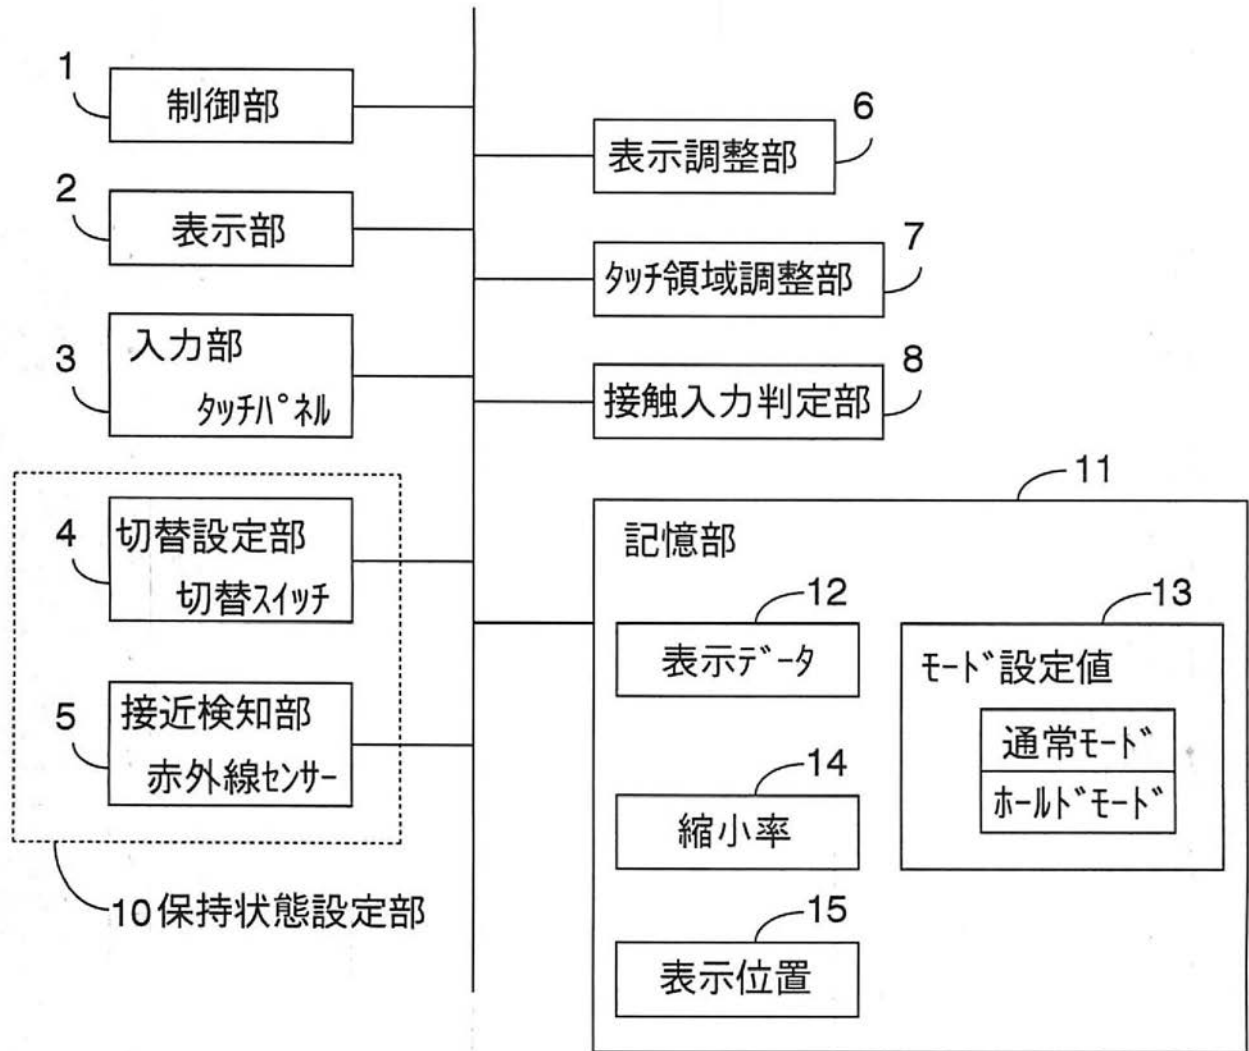 1
制御部
2
表示部
3
入力部
タッチパネル
4
切替設定部
切替スイッチ
5
接近検知部
赤外線センサー
10保持状態設定部
6
表示調整部
7
タッチ領域調整部
8
接触入力判定部
11
記憶部
12
表示データ
13
モード設定値
通常モード
ホールドモード
14
縮小率
15
表示位置